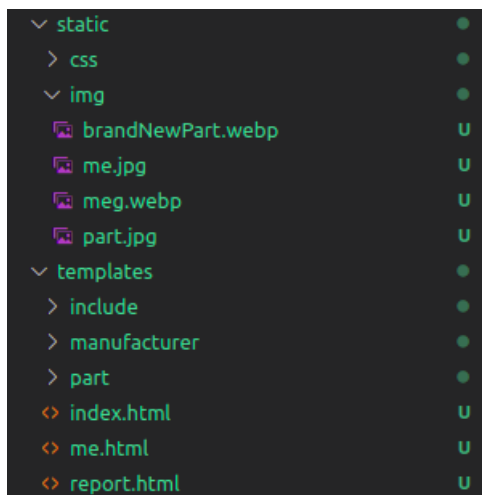 static
css
img
brandNewPart.webp U
me.jpg U
meg.webp U
part.jpg U
templates
include
manufacturer
part
index.html U
me.html U
report.html U